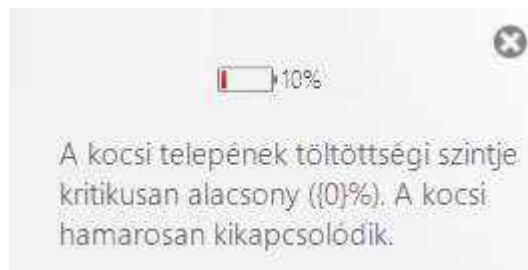 10%
A kocsi telepének töltöttségi szintje
kritikusan alacsony ({0}%). A kocsi
hamarosan kikapcsolódik.